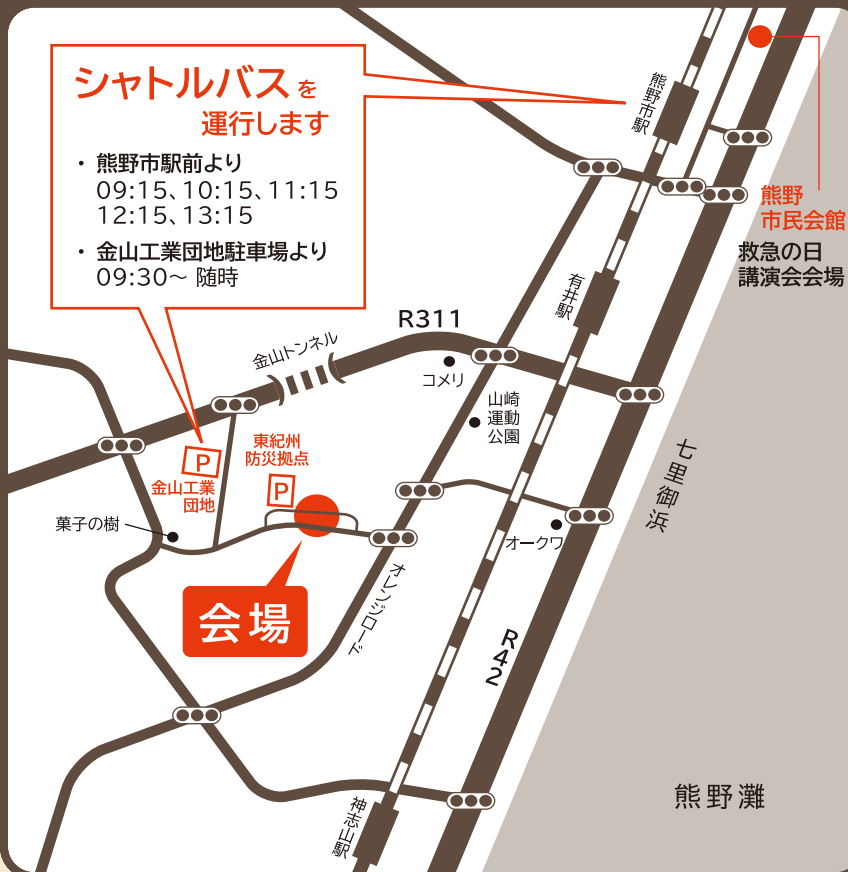 シャトルバスを
運行します
・ 熊野市駅前より
09:15、10:15、11:15
12:15、13:15
・ 金山工業団地駐車場より
09:30～ 随時
熊野市駅
熊野
市民会館
救急の日
講演会会場
有井駅
R311
金山トンネル
コメリ
山崎
運動
公園
東紀州
防災拠点
P
P
金山工業
団地
菓子の樹
会場
オレンジロード
オークワ
七里御浜
R42
熊野灘
神志山駅